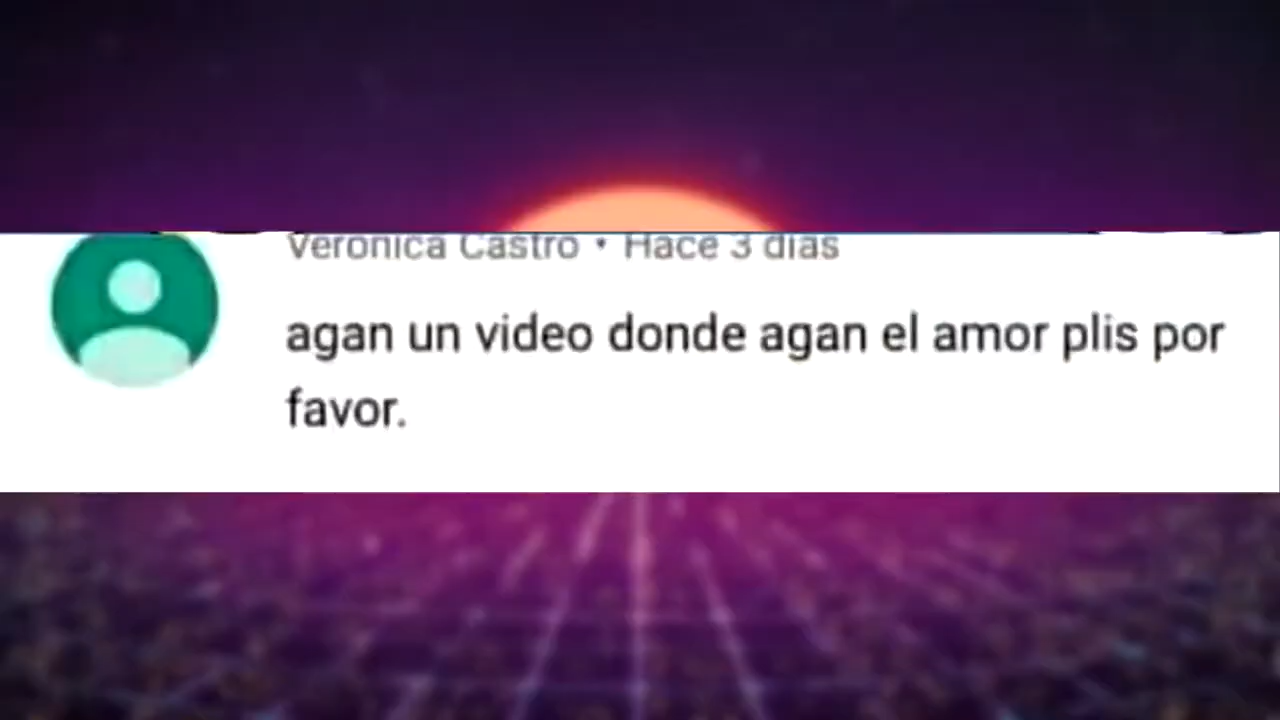 Veronica Castro • Hace 3 días
agan un video donde agan el amor plis por
favor.